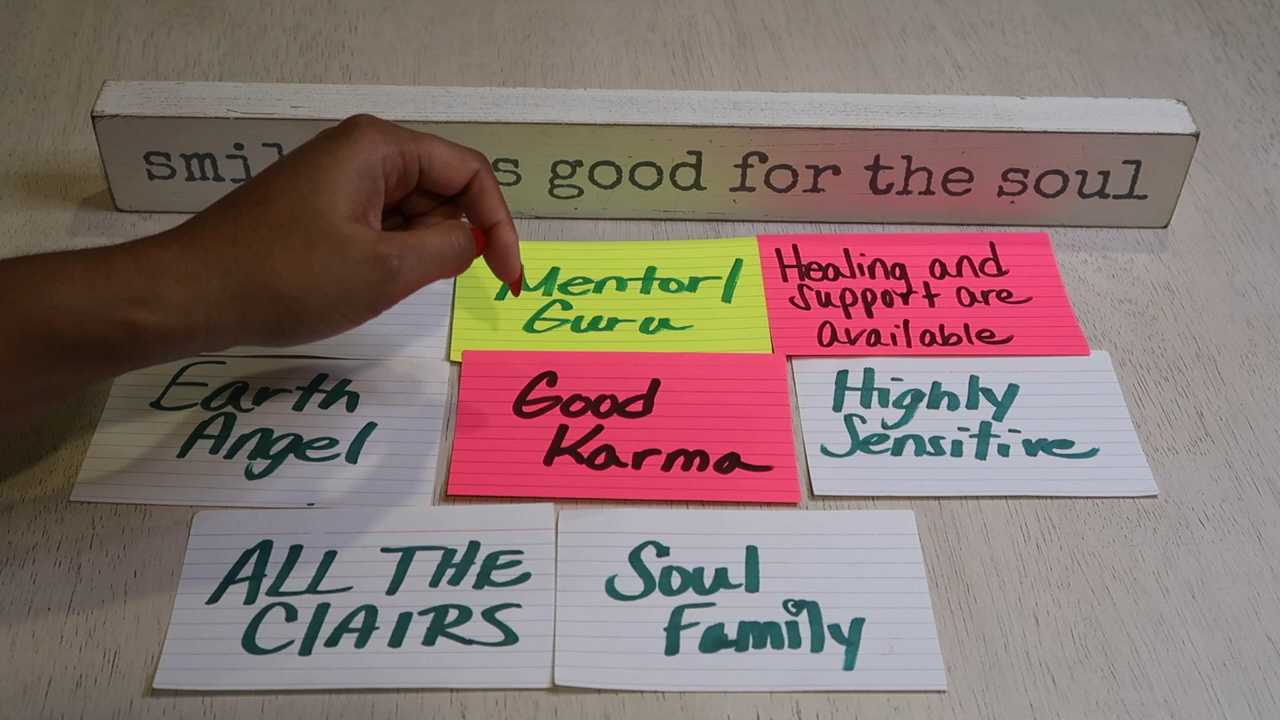 smil s good for the soul
Mentor/
Guru
Healing and
support are
available
Earth
Angel
Good
Karma
Highly
Sensitive
ALL THE
ClAIRS
Soul
Family